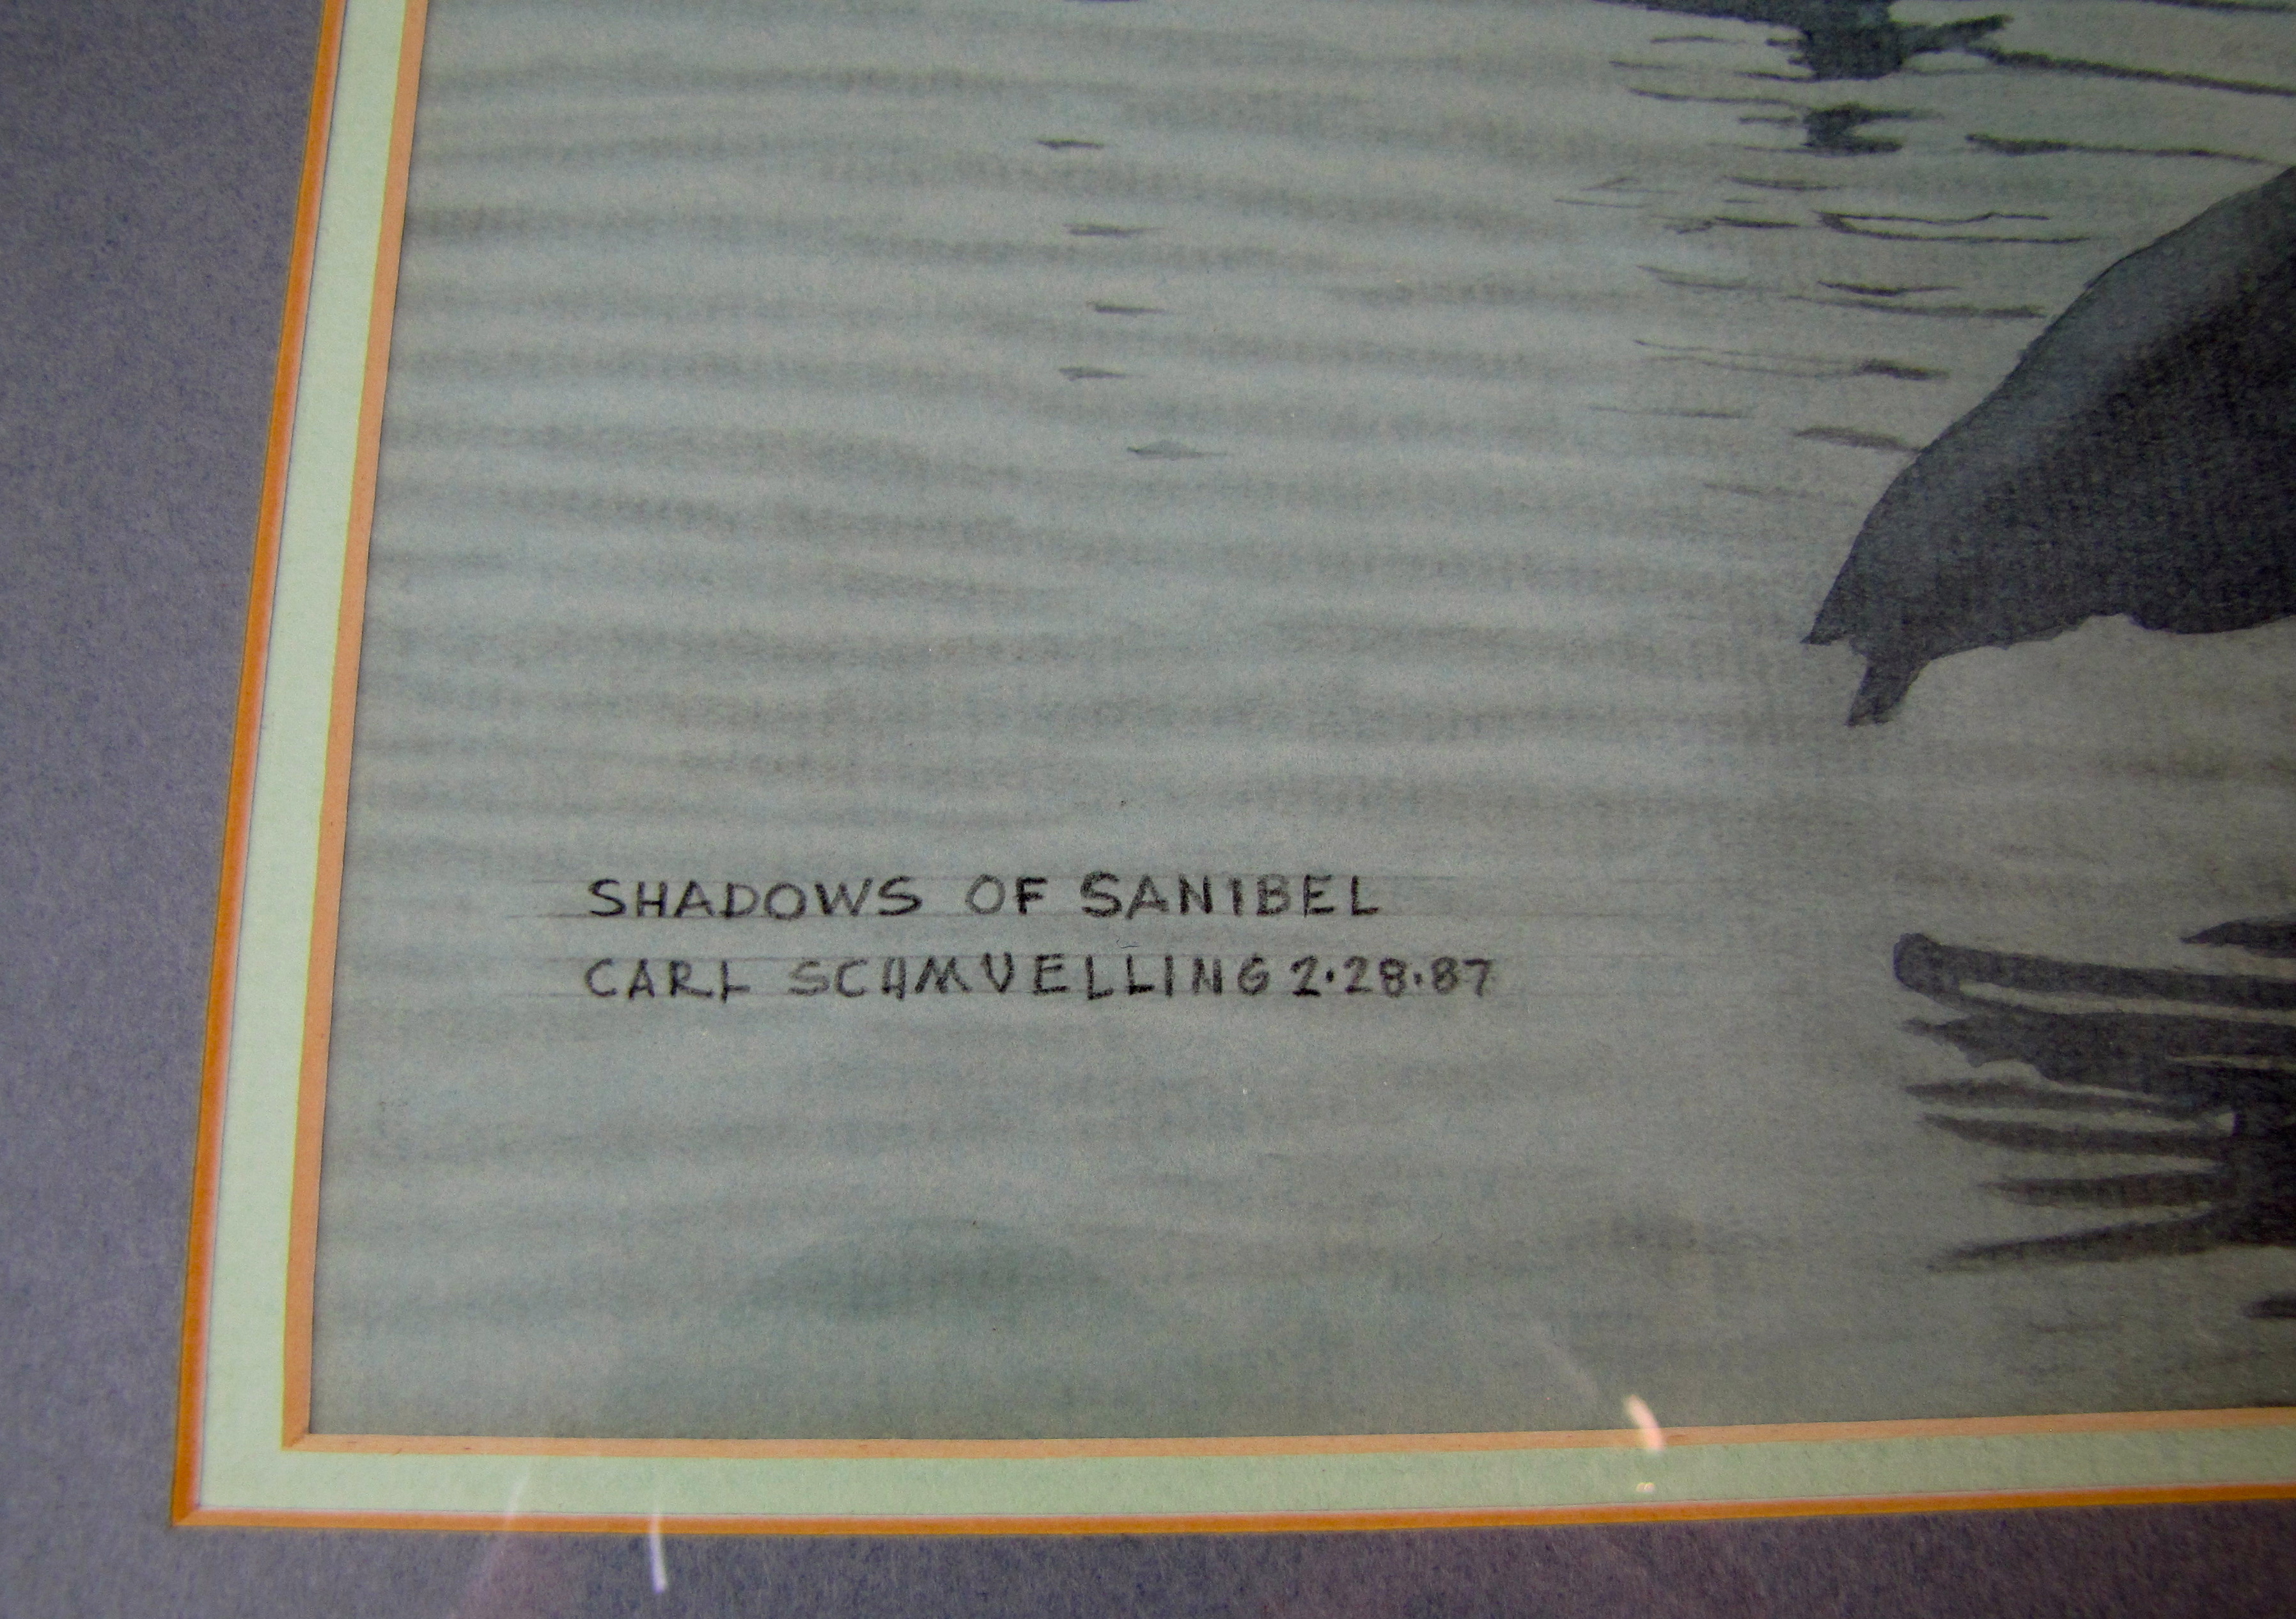 SHADOWS OF SANIBEL
CARL SCHMUELLING 2·28·87